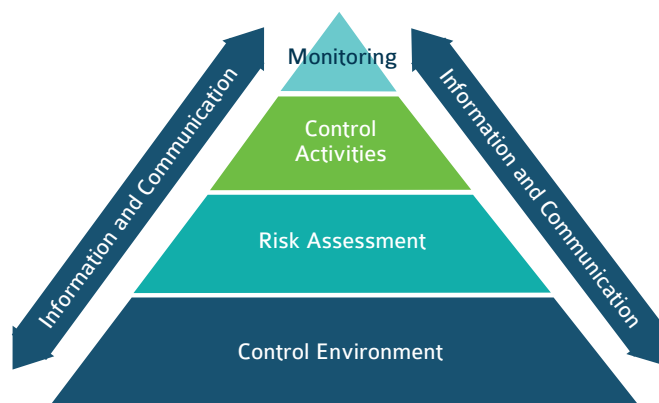 Monitoring
Information and Communication
Information and Communication
Control
Activities
Risk Assessment
Control Environment